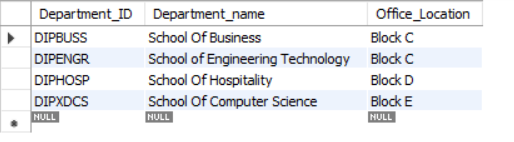 Department_ID Department_name Office_Location
DIPBUSS School Of Business Block C
DIPENGR School of Engineering Technology Block C
DIPHOSP School Of Hospitality Block D
DIPXDCS School Of Computer Science Block E
NULL NULL NULL